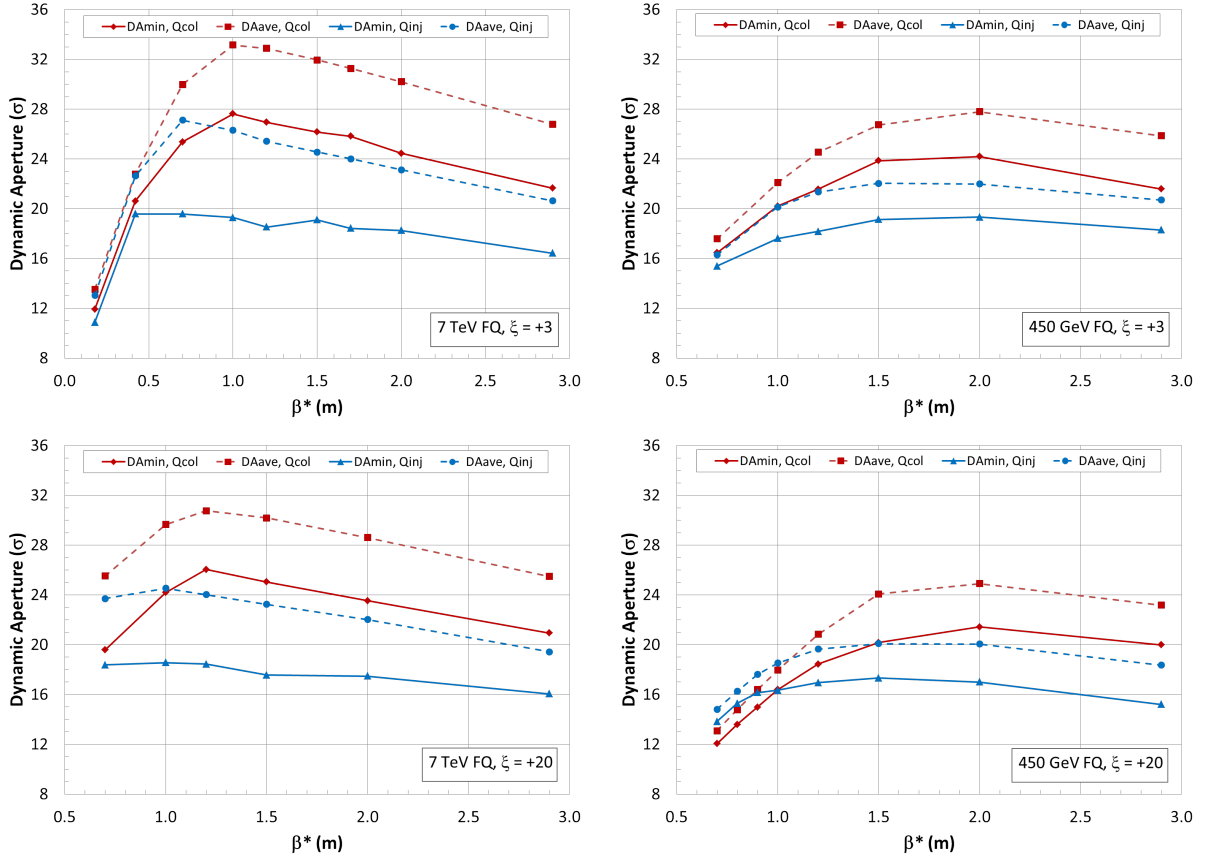 DAmin, Qcol DAave, Qcol DAmin, Qinj DAave, Qinj
36
32
28
24
20
16
12
8
Dynamic Aperture (σ)
7 TeV FQ, ξ = +3
0.0 0.5 1.0 1.5 2.0 2.5 3.0
β* (m)
DAmin, Qcol DAave, Qcol DAmin, Qinj DAave, Qinj
36
32
28
24
20
16
12
8
Dynamic Aperture (σ)
450 GeV FQ, ξ = +3
0.5 1.0 1.5 2.0 2.5 3.0
β* (m)
DAmin, Qcol DAave, Qcol DAmin, Qinj DAave, Qinj
36
32
28
24
20
16
12
8
Dynamic Aperture (σ)
7 TeV FQ, ξ = +20
0.5 1.0 1.5 2.0 2.5 3.0
β* (m)
DAmin, Qcol DAave, Qcol DAmin, Qinj DAave, Qinj
36
32
28
24
20
16
12
8
Dynamic Aperture (σ)
450 GeV FQ, ξ = +20
0.5 1.0 1.5 2.0 2.5 3.0
β* (m)